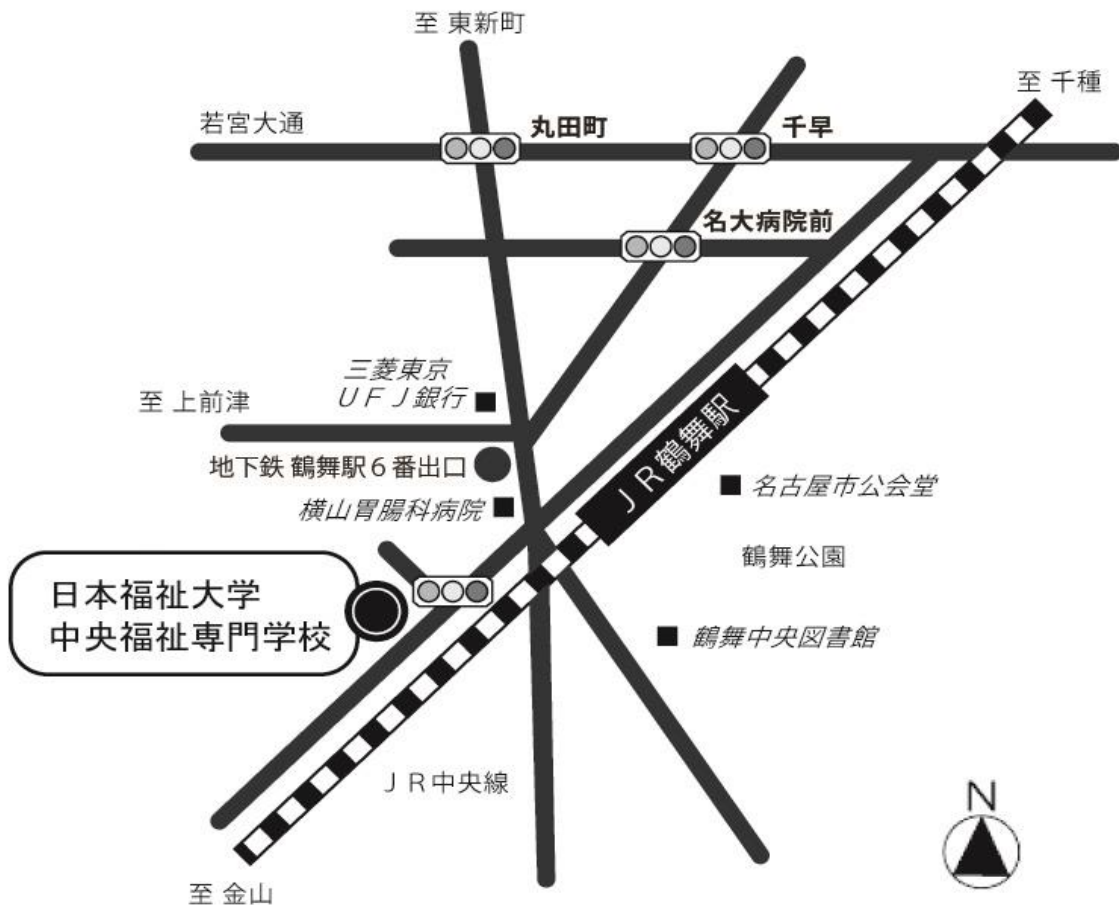 至 東新町
至 千種
若宮大通
丸田町
千早
名大病院前
三菱東京
ＵＦＪ銀行
至 上前津
地下鉄 鶴舞駅６番出口
ＪＲ鶴舞駅
名古屋市公会堂
横山胃腸科病院
鶴舞公園
日本福祉大学
中央福祉専門学校
鶴舞中央図書館
ＪＲ中央線
N
至 金山